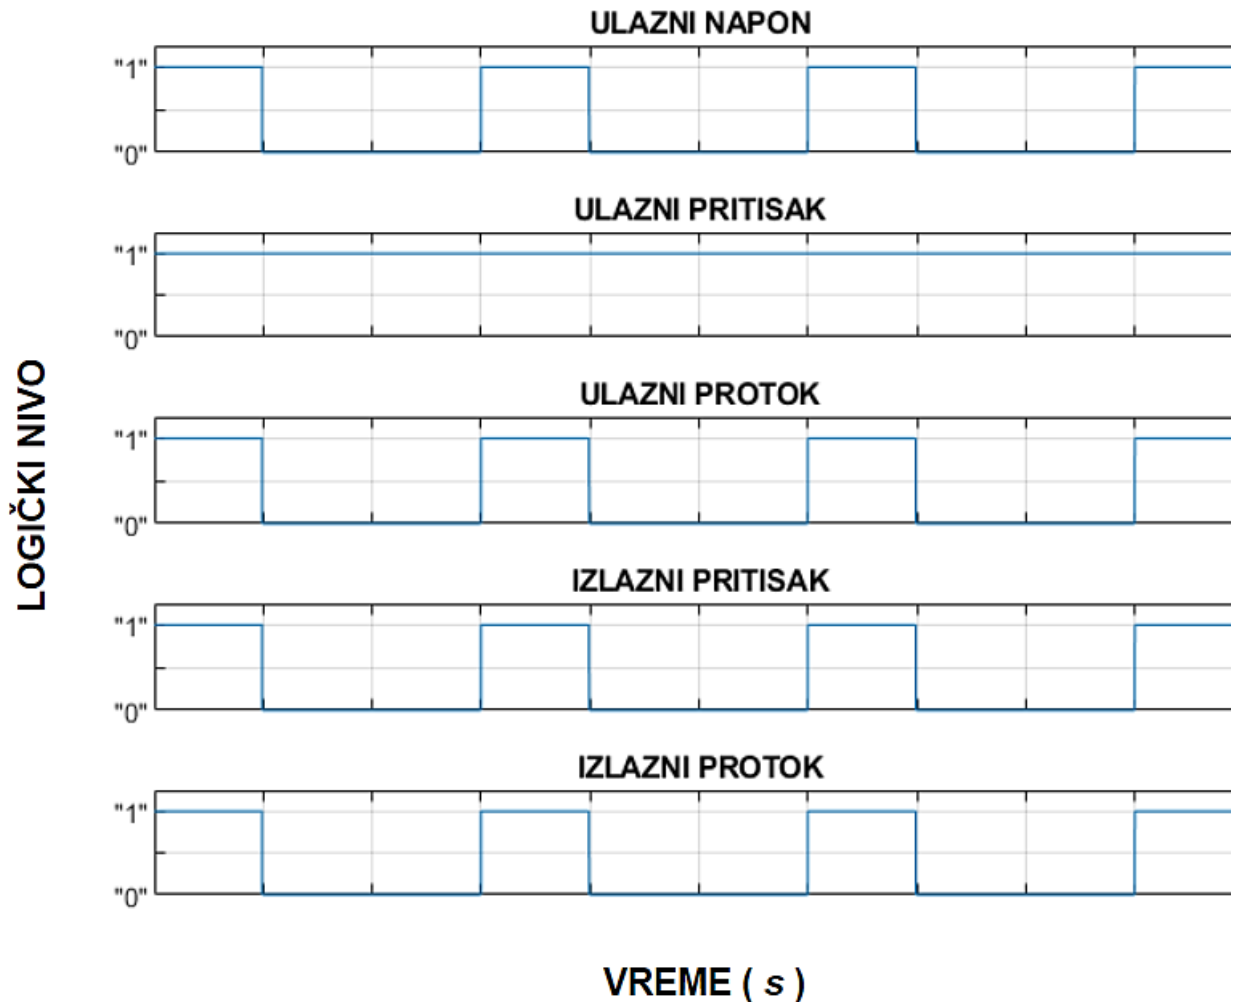 ULAZNI NAPON
"1"
"0"
ULAZNI PRITISAK
"1"
"0"
ULAZNI PROTOK
"1"
"0"
IZLAZNI PRITISAK
"1"
"0"
IZLAZNI PROTOK
"1"
"0"
LOGIČKI NIVO
VREME ( s )